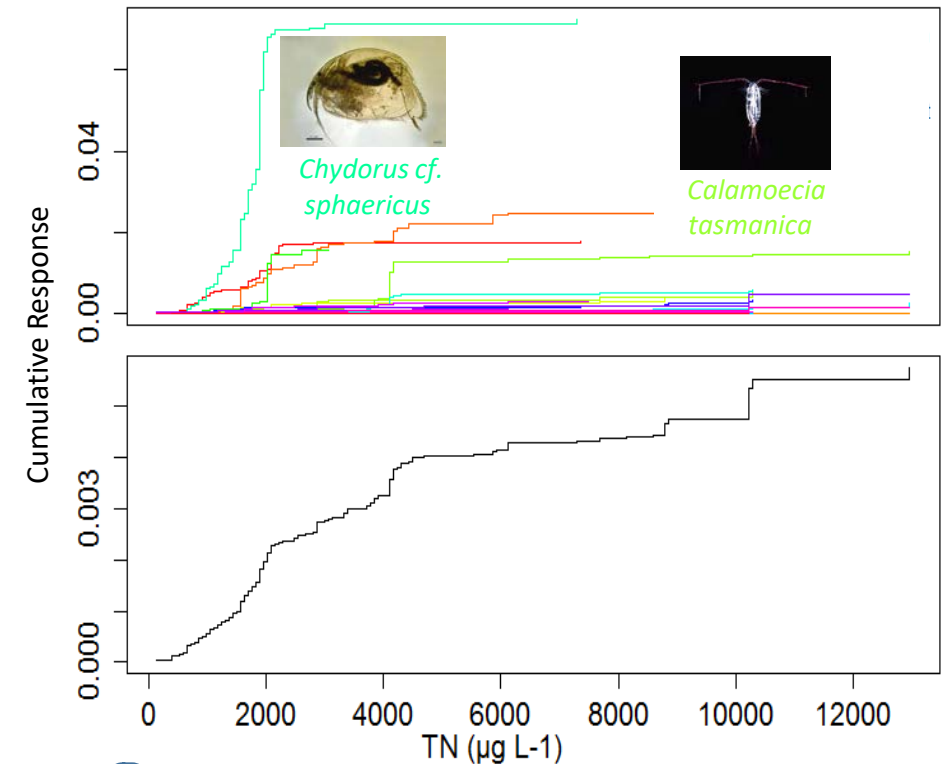 Cumulative Response
0.04
0.00
Chydorus cf.
sphaericus
Calamoecia
tasmanica
0.003
0.000
0 2000 4000 6000 8000 10000 12000
TN (µg L-1)